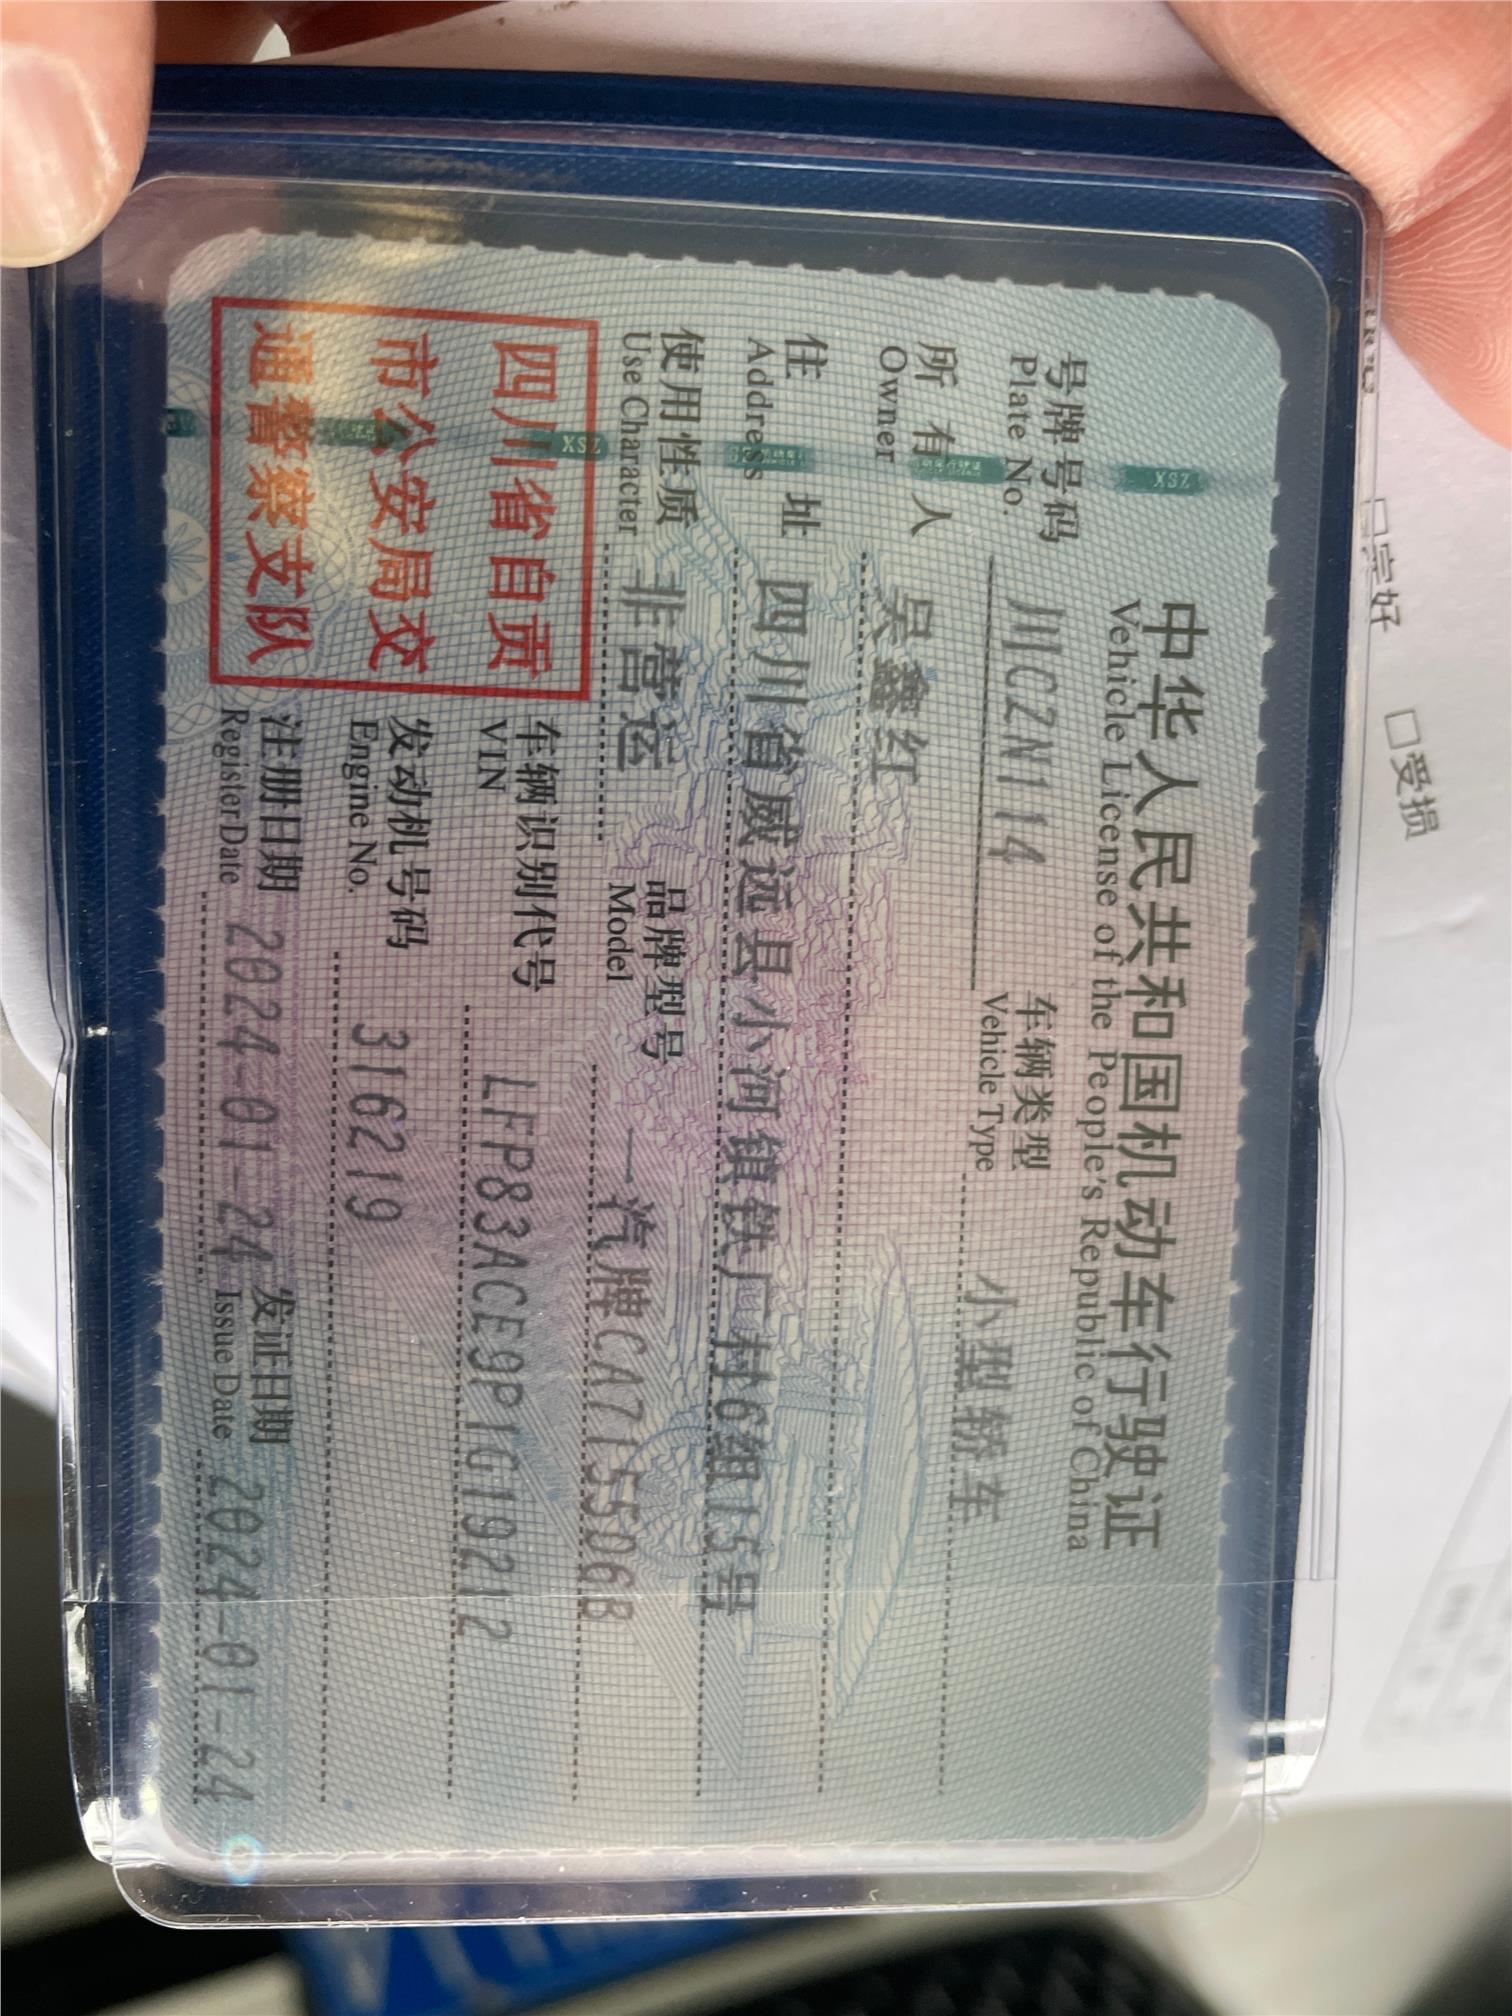 中华人民共和国机动车行驶证
Vehicle License of the People's Republic of China
号牌号码 川CZN114 车辆类型 小型轿车
Plate No. Vehicle Type
所有人 吴鑫红
Owner
住址 四川省威远县小河镇铁厂村6组15号
Address
使用性质 非营运 品牌型号 一汽牌CA7155D6B
Use Character Model
车辆识别代号 LFP83ACE9P1G19212
VIN
发动机号码 316219
Engine No.
注册日期 2024-01-24 发证日期 2024-01-24
Register Date Issue Date
四川省自贡
市公安局交
通警察支队
ZSX
ZSX
□完好 □受损